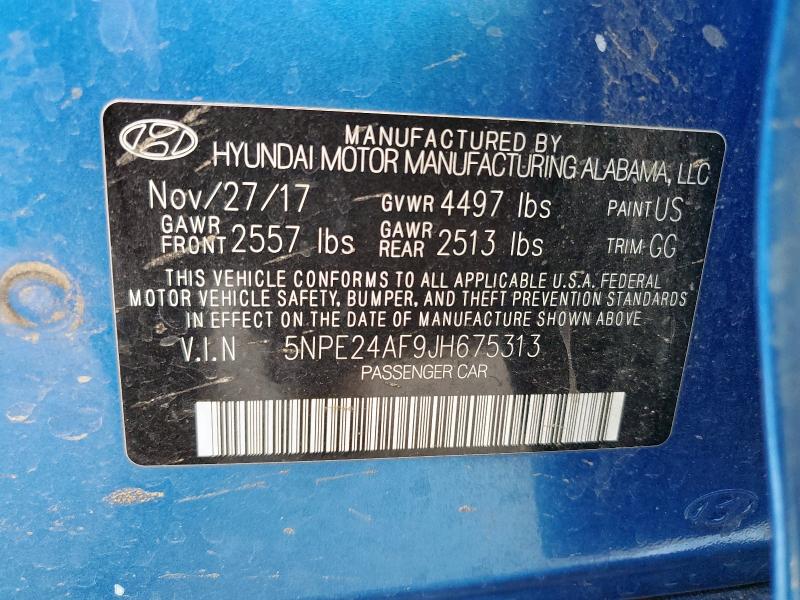 MANUFACTURED BY
HYUNDAI MOTOR MANUFACTURING ALABAMA, LLC
Nov/27/17 GVWR 4497 lbs PAINT US
GAWR FRONT 2557 lbs GAWR REAR 2513 lbs TRIM GG
THIS VEHICLE CONFORMS TO ALL APPLICABLE U.S.A. FEDERAL
MOTOR VEHICLE SAFETY, BUMPER, AND THEFT PREVENTION STANDARDS
IN EFFECT ON THE DATE OF MANUFACTURE SHOWN ABOVE.
V.I.N 5NPE24AF9JH675313
PASSENGER CAR